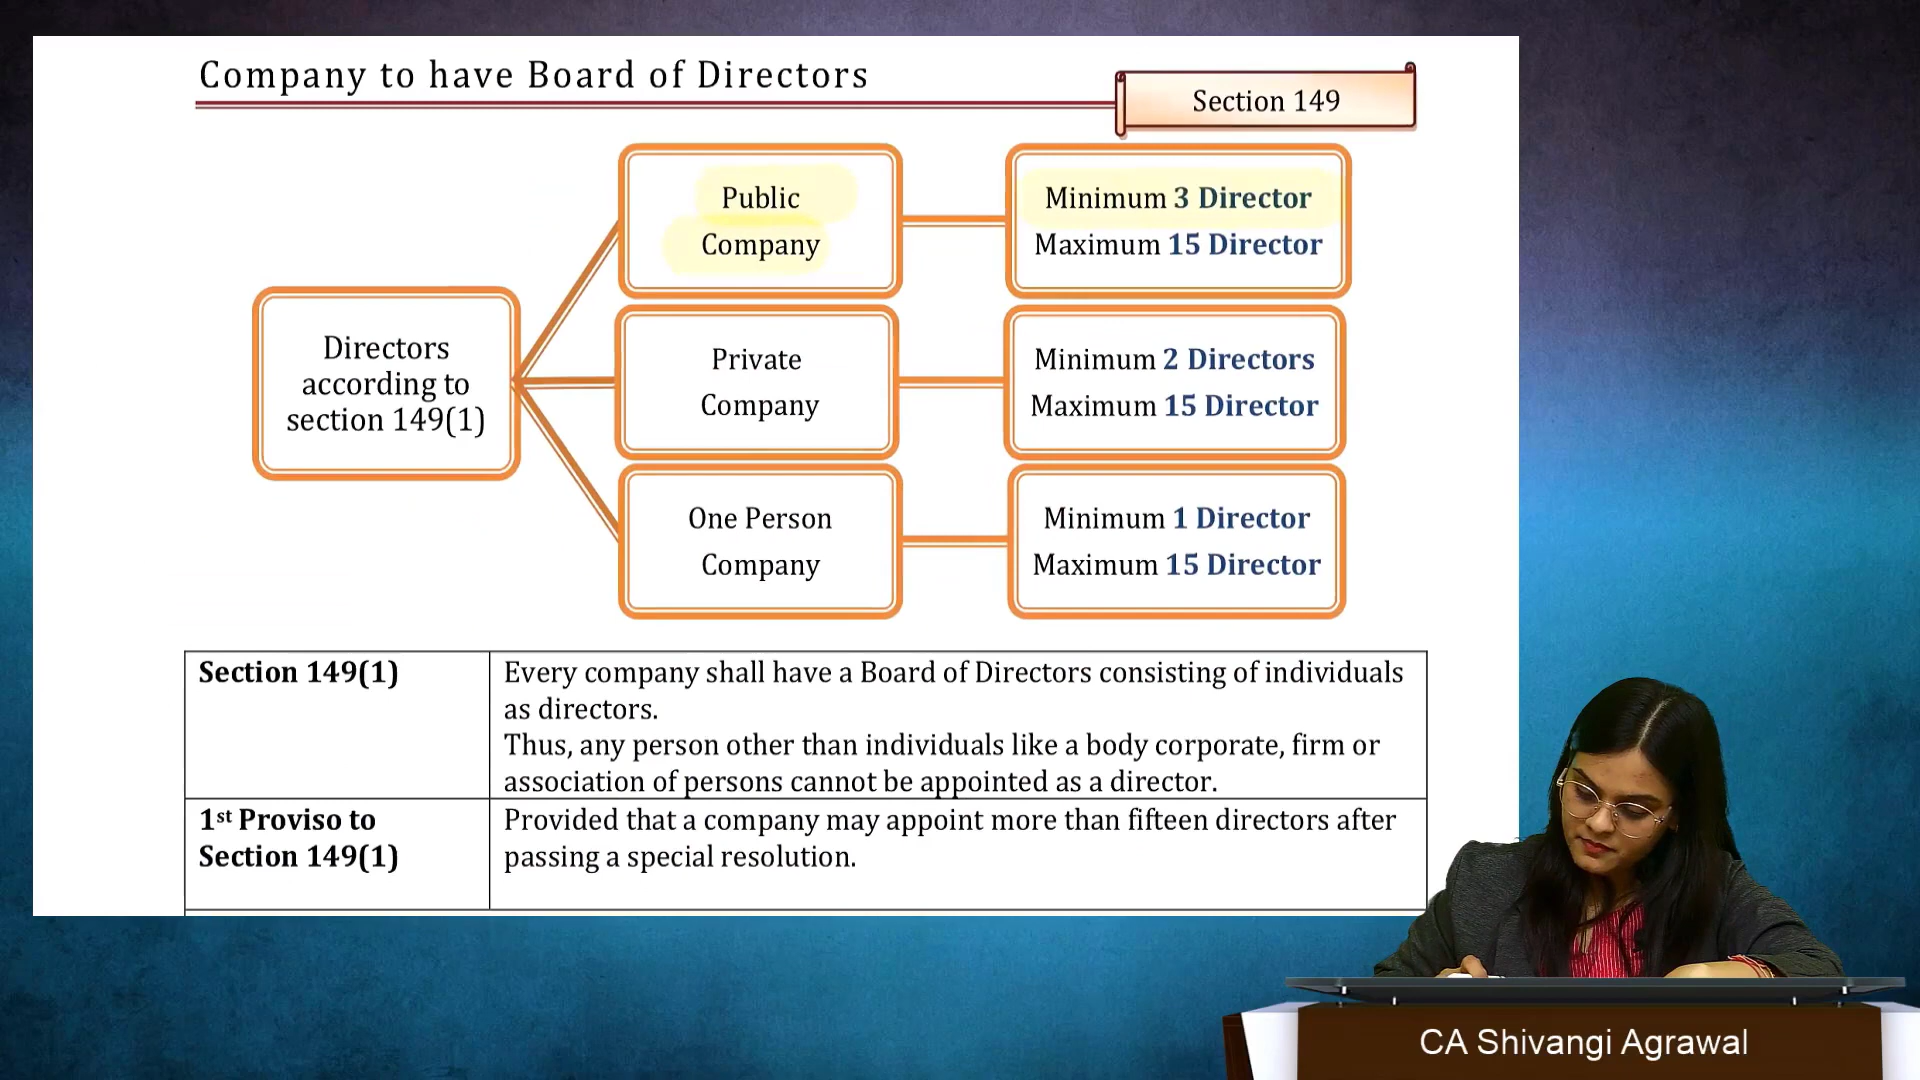 Company to have Board of Directors
Section 149
Public
Company
Minimum 3 Director
Maximum 15 Director
Directors
according to
section 149(1)
Private
Company
Minimum 2 Directors
Maximum 15 Director
One Person
Company
Minimum 1 Director
Maximum 15 Director
Section 149(1)
Every company shall have a Board of Directors consisting of individuals
as directors.
Thus, any person other than individuals like a body corporate, firm or
association of persons cannot be appointed as a director.
1st Proviso to
Section 149(1)
Provided that a company may appoint more than fifteen directors after
passing a special resolution.
CA Shivangi Agrawal